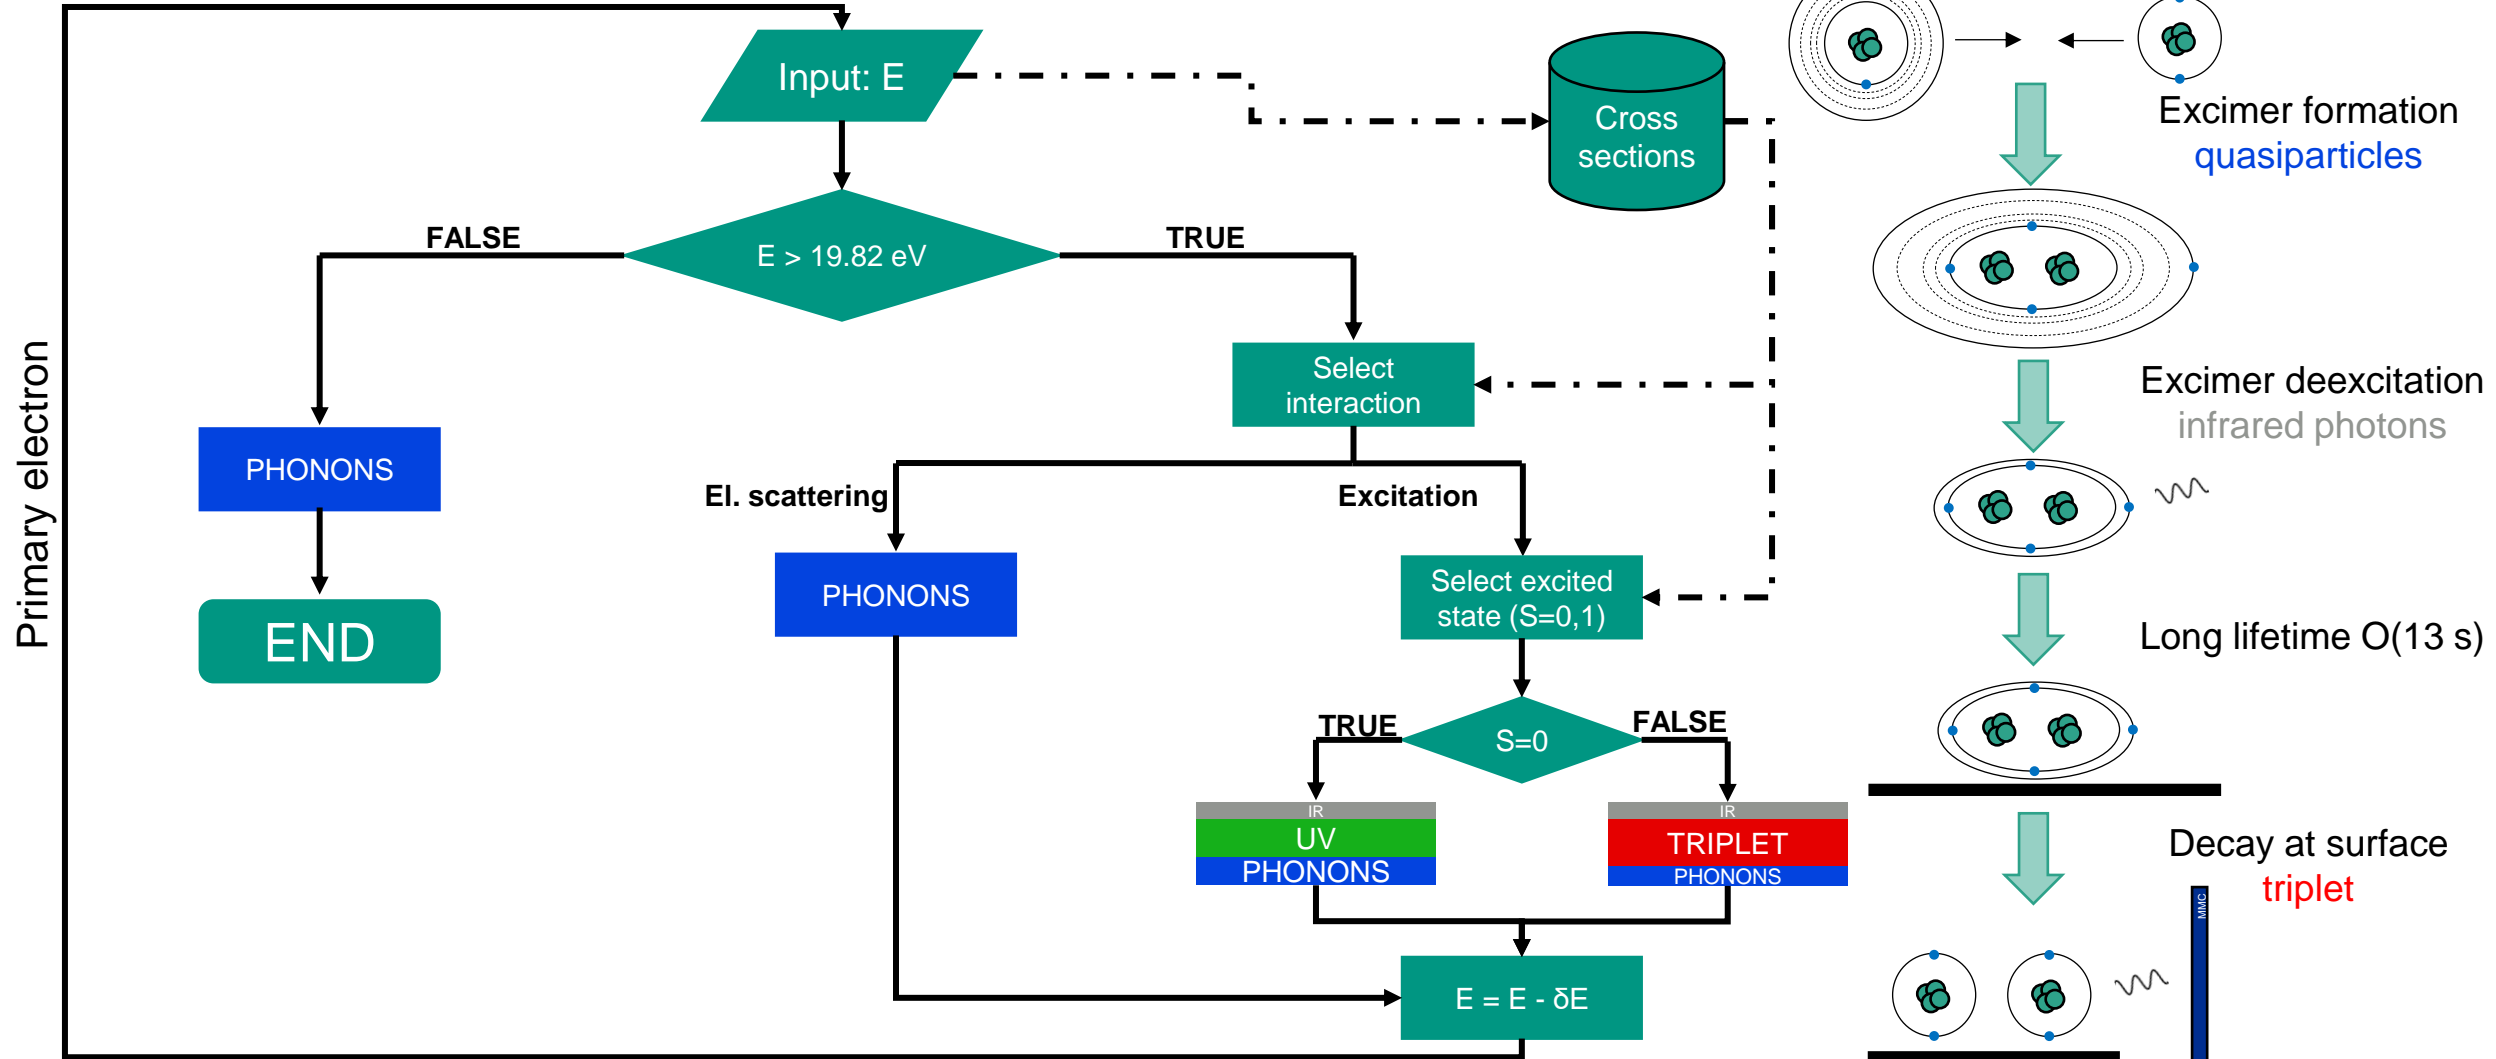 Primary electron
Input: E
Cross
sections
E > 19.82 eV
FALSE
TRUE
Select
interaction
PHONONS
END
El. scattering
Excitation
PHONONS
Select excited
state (S=0,1)
S=0
TRUE
FALSE
IR
UV
PHONONS
IR
TRIPLET
PHONONS
E = E - δE
Excimer formation
quasiparticles
Excimer deexcitation
infrared photons
Long lifetime O(13 s)
Decay at surface
triplet
MMC